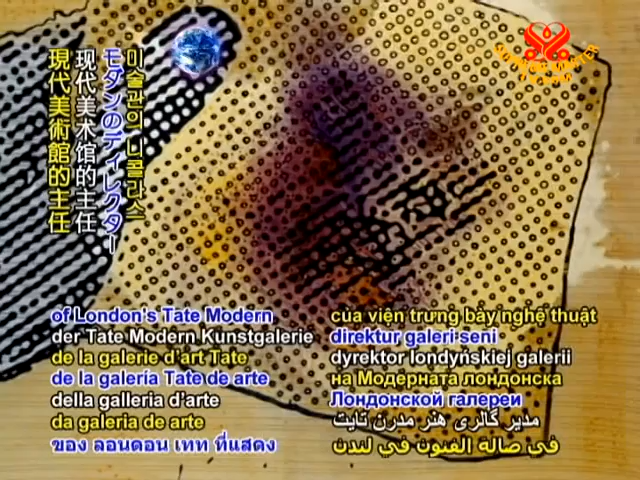 미술관의 니콜라스
モダンのディレクター
现代美术馆的主任
現代美術館的主任
of London's Tate Modern
der Tate Modern Kunstgalerie
de la galerie d'art Tate
de la galería Tate de arte
della galleria d'arte
da galeria de arte
ของ ลอนดอน เทท ที่แสดง
của viện trưng bày nghệ thuật
direktur galeri seni
dyrektor londyńskiej galerii
на Модерната лондонска
Лондонской галереи
مدیر گالری هنر مدرن تایت
في صالة الفنون في لندن